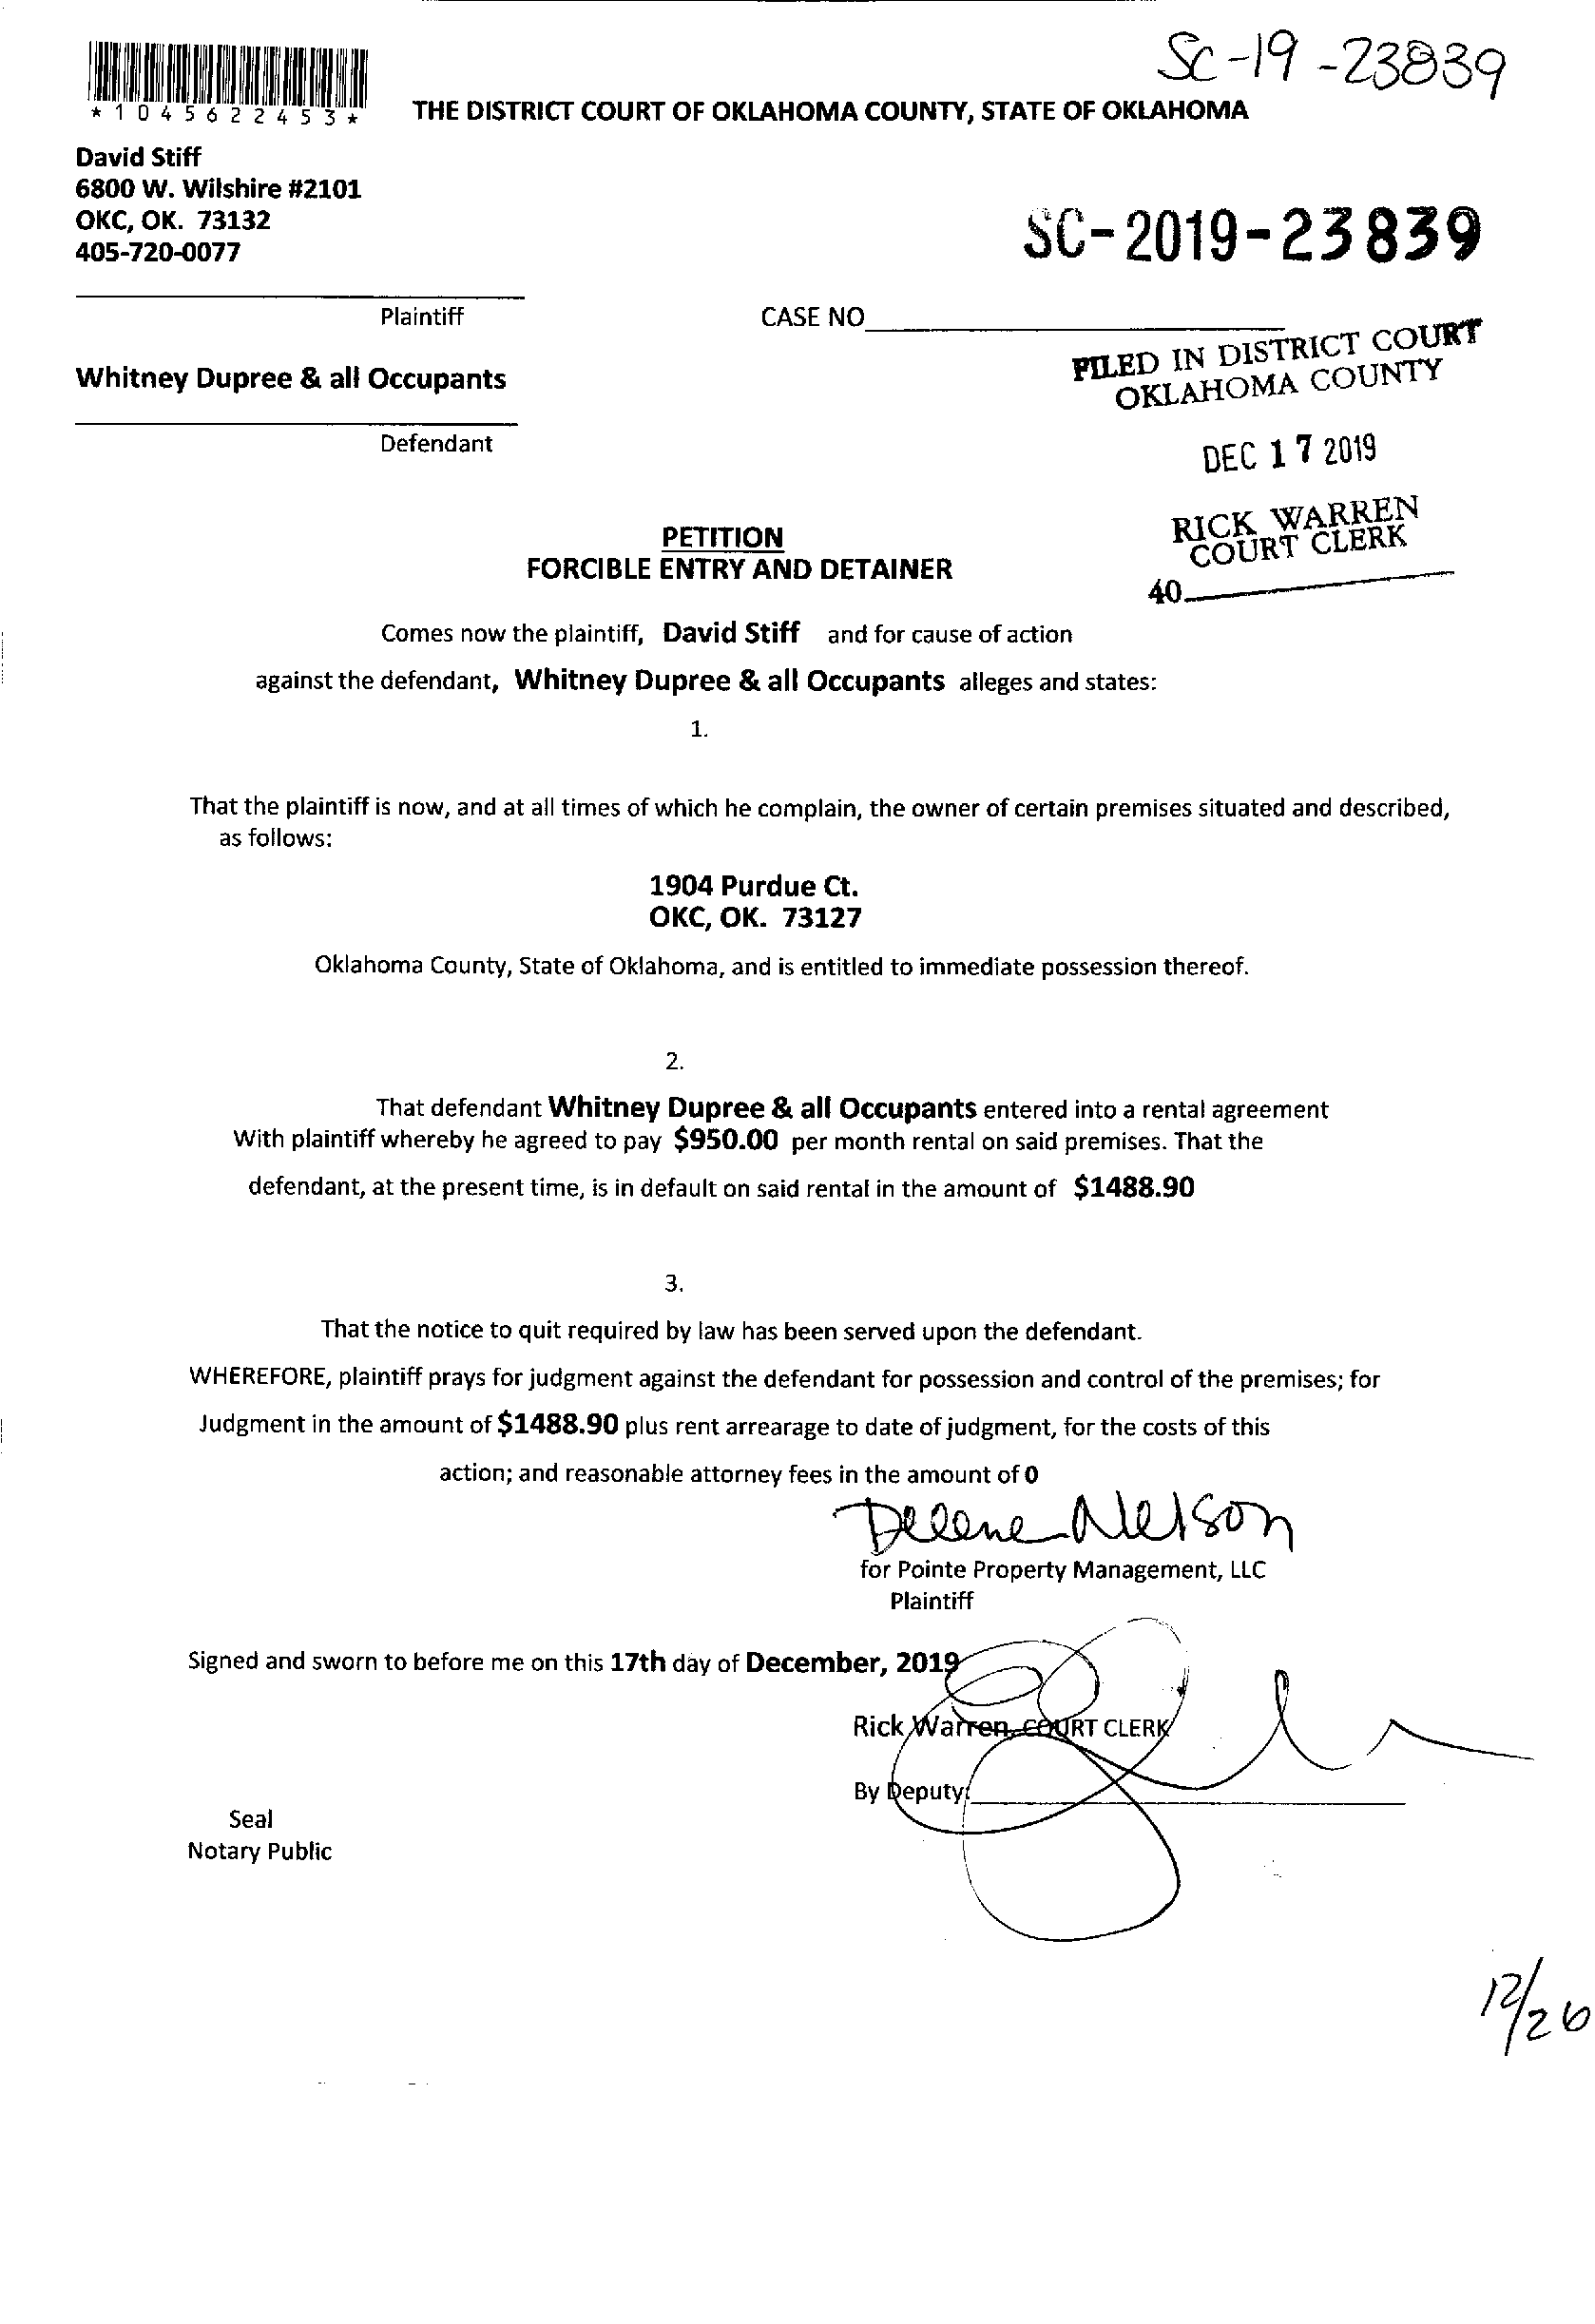 SC-19-23839
*1045622453*
THE DISTRICT COURT OF OKLAHOMA COUNTY, STATE OF OKLAHOMA
David Stiff
6800 W. Wilshire #2101
OKC, OK. 73132
405-720-0077
SC-2019-23839
Plaintiff
CASE NO
FILED IN DISTRICT COURT
OKLAHOMA COUNTY
Whitney Dupree & all Occupants
Defendant
DEC 17 2019
RICK WARREN
COURT CLERK
40
PETITION
FORCIBLE ENTRY AND DETAINER
Comes now the plaintiff, David Stiff and for cause of action
against the defendant, Whitney Dupree & all Occupants alleges and states:
1.
That the plaintiff is now, and at all times of which he complain, the owner of certain premises situated and described,
as follows:
1904 Purdue Ct.
OKC, OK. 73127
Oklahoma County, State of Oklahoma, and is entitled to immediate possession thereof.
2.
That defendant Whitney Dupree & all Occupants entered into a rental agreement
With plaintiff whereby he agreed to pay $950.00 per month rental on said premises. That the
defendant, at the present time, is in default on said rental in the amount of $1488.90
3.
That the notice to quit required by law has been served upon the defendant.
WHEREFORE, plaintiff prays for judgment against the defendant for possession and control of the premises; for
Judgment in the amount of $1488.90 plus rent arrearage to date of judgment, for the costs of this
action; and reasonable attorney fees in the amount of 0
Delene Nelson
for Pointe Property Management, LLC
Plaintiff
Signed and sworn to before me on this 17th day of December, 2019
Rick Warren, COURT CLERK
By Deputy:
Seal
Notary Public
12/26